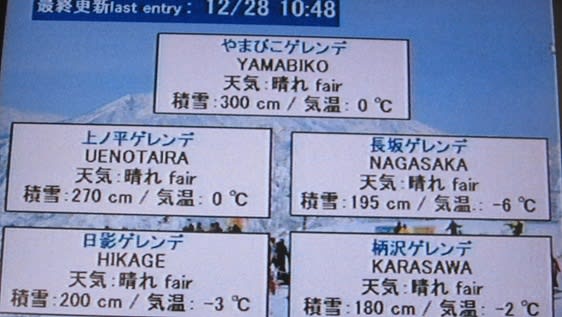 最終更新last entry: 12/28 10:48
やまびこゲレンデ
YAMABIKO
天気:晴れ fair
積雪:300 cm / 気温: 0 ℃
上ノ平ゲレンデ
UENOTAIRA
天気:晴れ fair
積雪:270 cm / 気温: 0 ℃
長坂ゲレンデ
NAGASAKA
天気:晴れ fair
積雪:195 cm / 気温.: -6 ℃
日影ゲレンデ
HIKAGE
天気:晴れ fair
積雪:200 cm / 気温: -3 ℃
柄沢ゲレンデ
KARASAWA
天気:晴れ fair
積雪:180 cm / 気温: -2 ℃